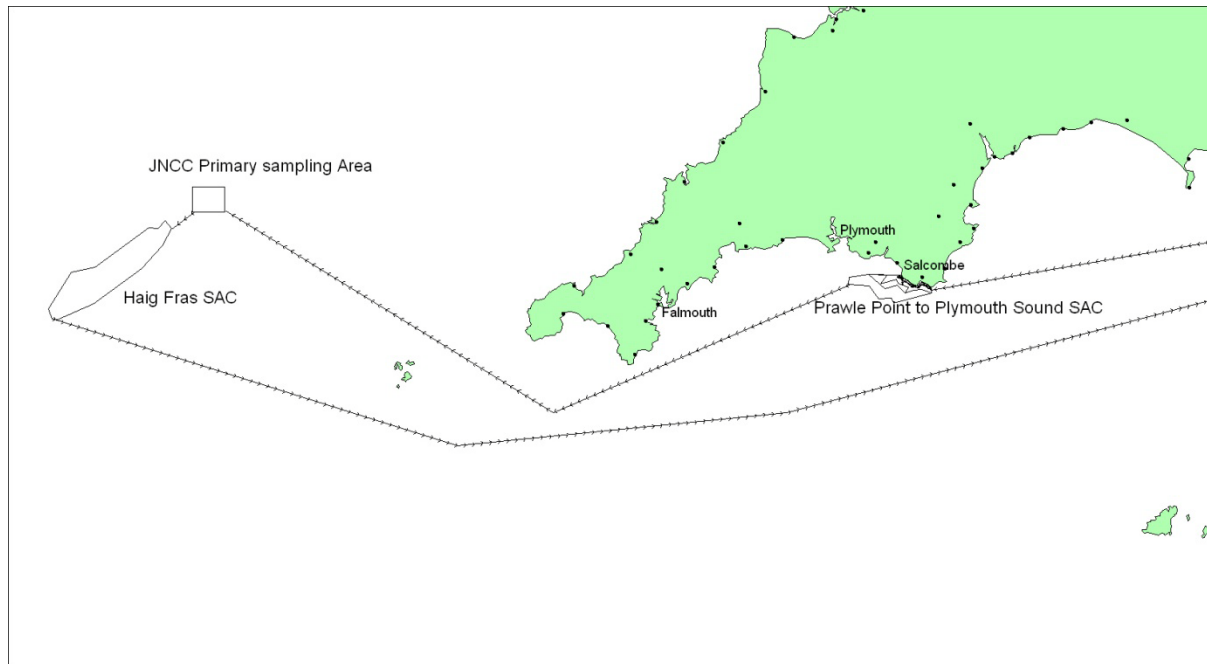 JNCC Primary sampling Area
Plymouth
Salcombe
Haig Fras SAC
Prawle Point to Plymouth Sound SAC
Falmouth